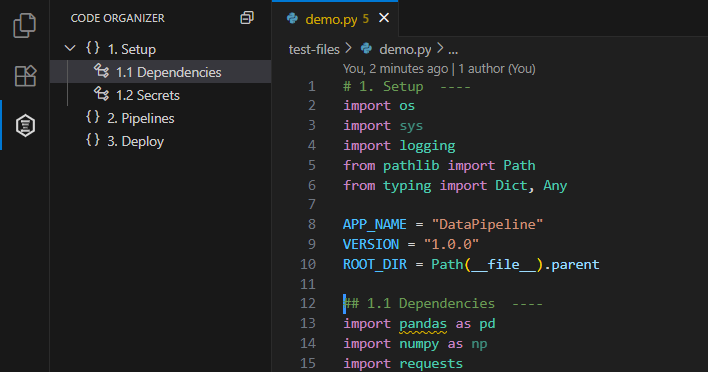 CODE ORGANIZER
{} 1. Setup
1.1 Dependencies
1.2 Secrets
{} 2. Pipelines
{} 3. Deploy
demo.py 5
test-files > demo.py > ...
You, 2 minutes ago | 1 author (You)
1 # 1. Setup ----
2 import os
3 import sys
4 import logging
5 from pathlib import Path
6 from typing import Dict, Any
7
8 APP_NAME = "DataPipeline"
9 VERSION = "1.0.0"
10 ROOT_DIR = Path(__file__).parent
11
12 ## 1.1 Dependencies ----
13 import pandas as pd
14 import numpy as np
15 import requests